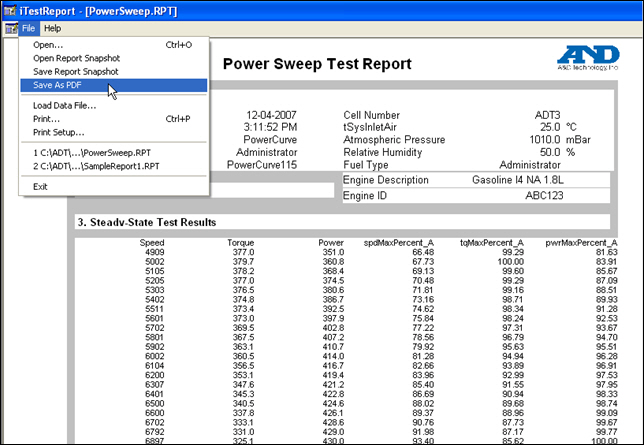 iTestReport - [PowerSweep.RPT]
File Help
Open... Ctrl+O
Open Report Snapshot
Save Report Snapshot
Save As PDF
Load Data File...
Print... Ctrl+P
Print Setup...
1 C:\ADT\...\PowerSweep.RPT
2 C:\ADT\...\SampleReport1.RPT
Exit
Power Sweep Test Report
AND
A&D Technology Inc
12-04-2007 Cell Number ADT3
3:11:52 PM tSysInletAir 25.0 °C
PowerCurve Atmospheric Pressure 1010.0 mBar
Administrator Relative Humidity 50.0 %
PowerCurve115 Fuel Type Administrator
Engine Description Gasoline I4 NA 1.8L
Engine ID ABC123
3. Steady-State Test Results
Speed Torque Power spdMaxPercent_A tqMaxPercent_A pwrMaxPercent_A
4909 377.0 351.0 66.48 99.29 81.63
5002 379.7 360.8 67.73 100.00 83.91
5105 378.2 368.4 69.13 99.60 85.67
5205 377.0 374.5 70.48 99.29 87.09
5303 376.5 380.6 71.81 99.16 88.51
5402 374.8 386.7 73.16 98.71 89.93
5511 373.4 392.5 74.62 98.34 91.28
5601 373.0 397.9 75.84 98.24 92.53
5702 369.5 402.8 77.22 97.31 93.67
5801 367.5 407.2 78.56 96.79 94.70
5902 363.1 410.7 79.92 95.63 95.51
6002 360.5 414.0 81.28 94.94 96.28
6104 356.5 416.7 82.66 93.89 96.91
6200 353.1 419.4 83.96 92.99 97.53
6307 347.6 421.2 85.40 91.55 97.95
6401 345.3 422.8 86.69 90.94 98.33
6500 340.5 424.6 88.02 89.68 98.74
6600 337.8 426.1 89.37 88.96 99.09
6702 333.1 428.6 90.76 87.73 99.67
6792 331.0 429.0 91.98 87.17 99.77
6897 325.1 430.0 93.40 85.62 100.00